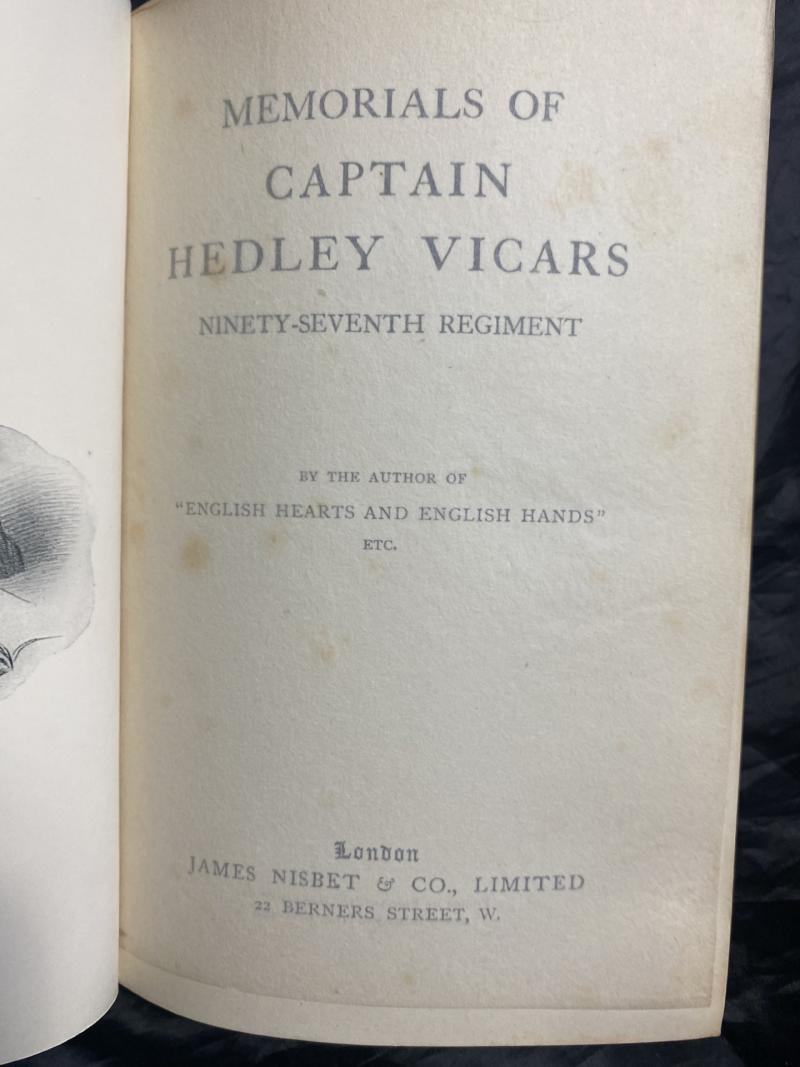 MEMORIALS OF
CAPTAIN
HEDLEY VICARS
NINETY-SEVENTH REGIMENT
BY THE AUTHOR OF
"ENGLISH HEARTS AND ENGLISH HANDS"
ETC.
London
JAMES NISBET & CO., LIMITED
22 BERNERS STREET, W.